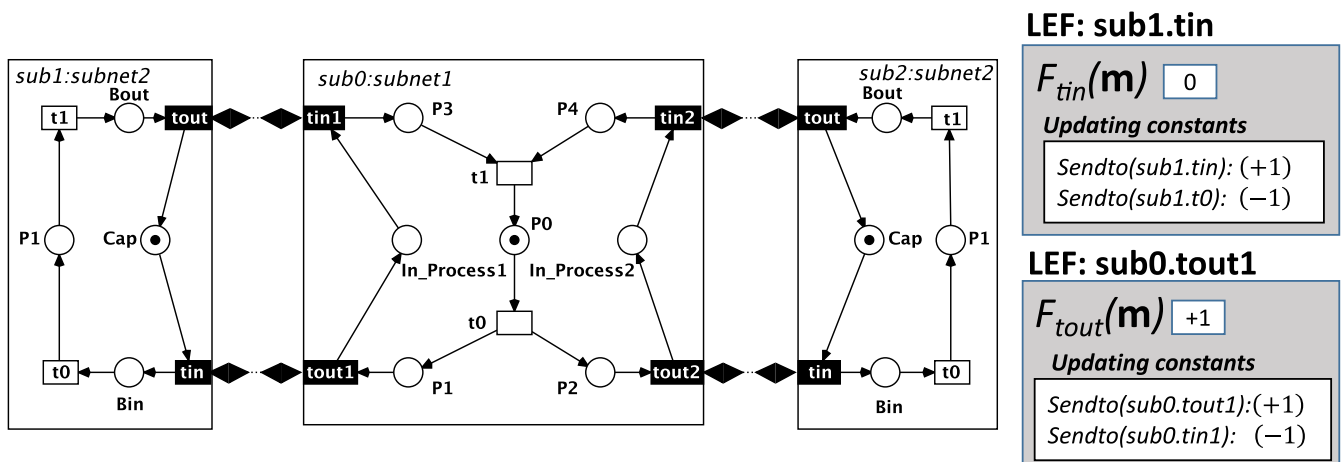 sub1:subnet2
Bout
t1
tout
P1
Cap
t0
tin
Bin
sub0:subnet1
tin1
P3
P4
tin2
t1
P0
In_Process1
In_Process2
t0
tout1
P1
P2
tout2
sub2:subnet2
Bout
tout
t1
Cap
P1
tin
t0
Bin
LEF: sub1.tin
Ftin(m) 0
Updating constants
Sendto(sub1.tin): (+1)
Sendto(sub1.t0): (−1)
LEF: sub0.tout1
Ftout(m) +1
Updating constants
Sendto(sub0.tout1):(+1)
Sendto(sub0.tin1): (−1)